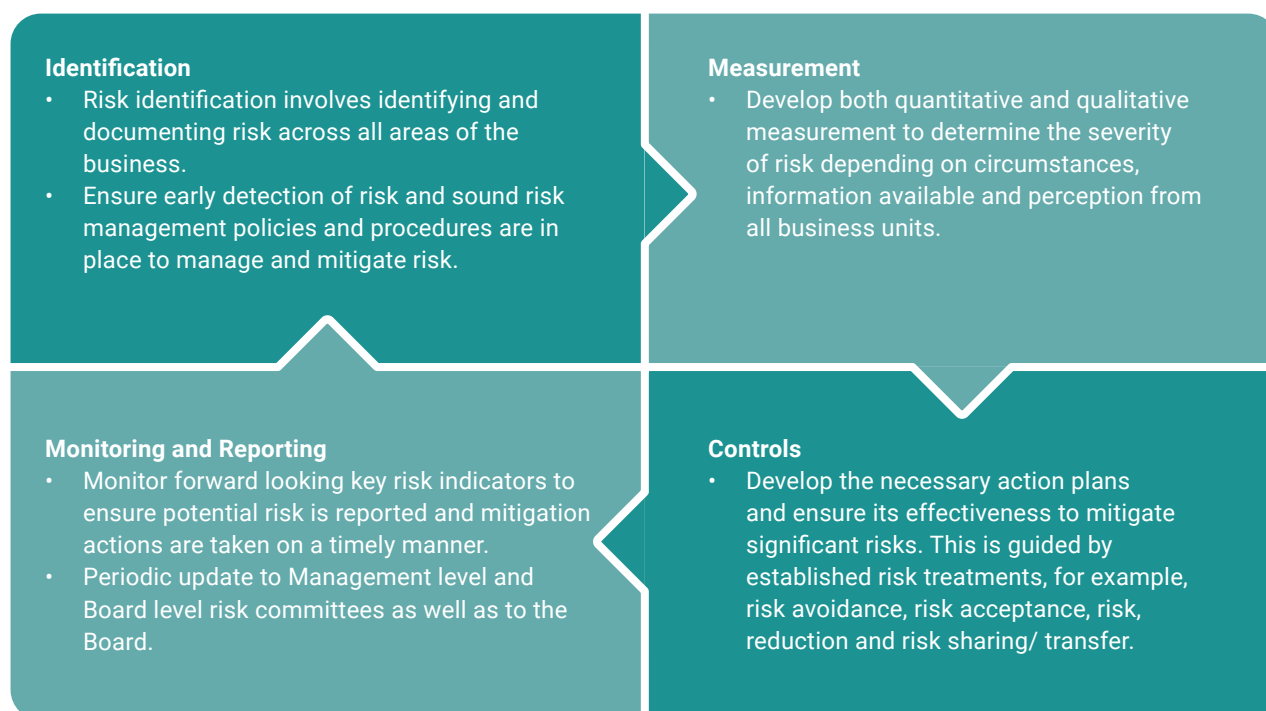 Identification
• Risk identification involves identifying and
documenting risk across all areas of the
business.
• Ensure early detection of risk and sound risk
management policies and procedures are in
place to manage and mitigate risk.
Measurement
• Develop both quantitative and qualitative
measurement to determine the severity
of risk depending on circumstances,
information available and perception from
all business units.
Monitoring and Reporting
• Monitor forward looking key risk indicators to
ensure potential risk is reported and mitigation
actions are taken on a timely manner.
• Periodic update to Management level and
Board level risk committees as well as to the
Board.
Controls
• Develop the necessary action plans
and ensure its effectiveness to mitigate
significant risks. This is guided by
established risk treatments, for example,
risk avoidance, risk acceptance, risk,
reduction and risk sharing/ transfer.